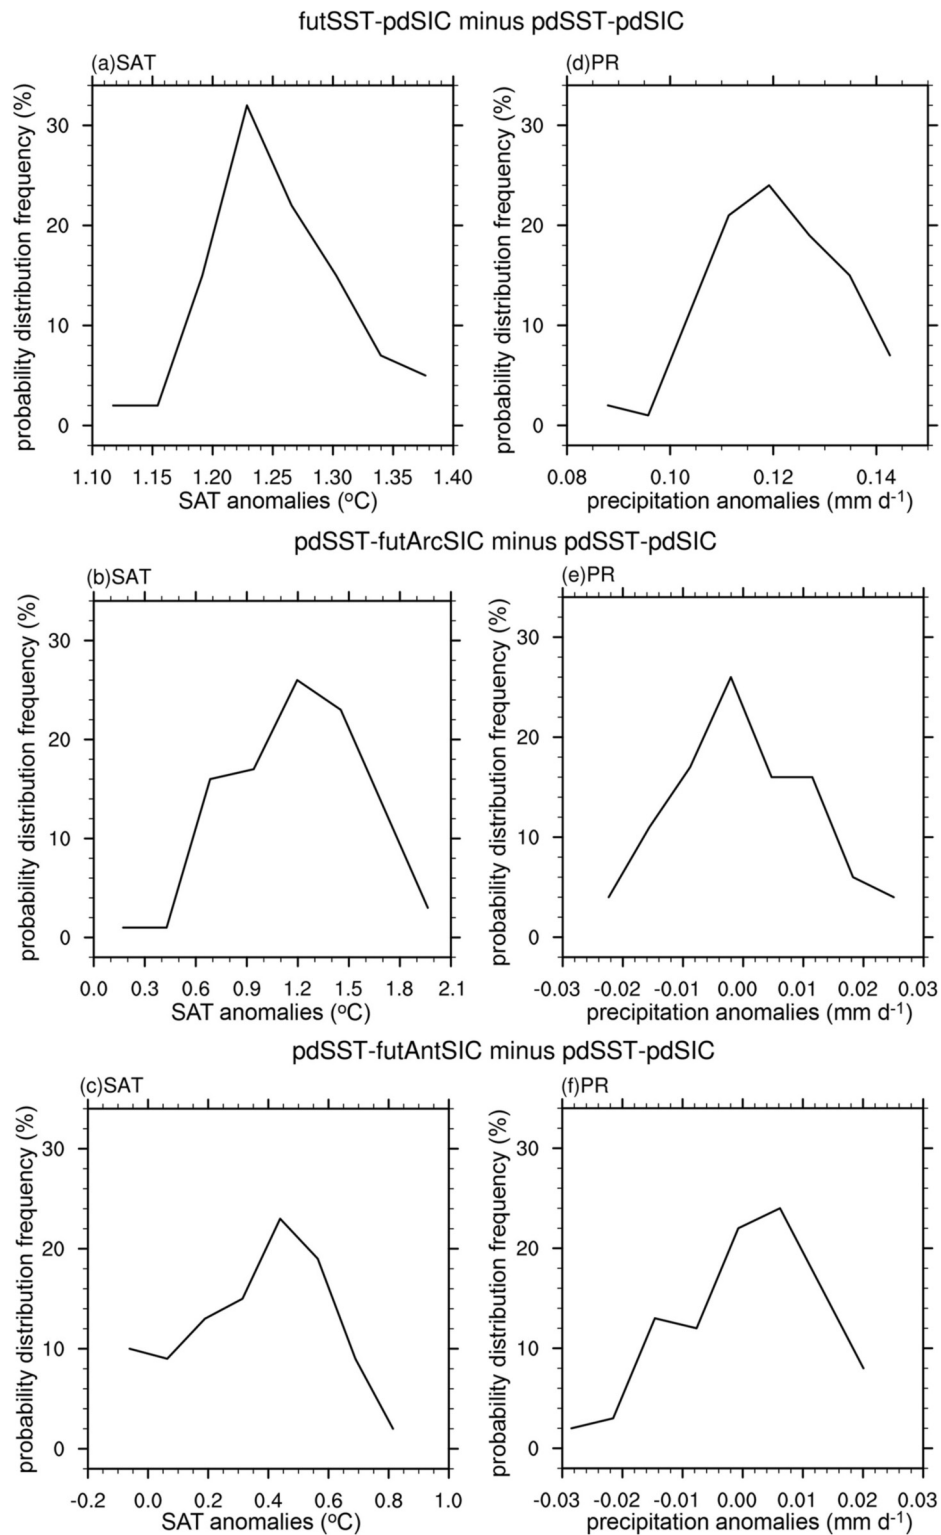 futSST-pdSIC minus pdSST-pdSIC
(a)SAT
probability distribution frequency (%)
30
20
10
0
1.10 1.15 1.20 1.25 1.30 1.35 1.40
SAT anomalies (ºC)
(d)PR
probability distribution frequency (%)
30
20
10
0
0.08 0.10 0.12 0.14
precipitation anomalies (mm d⁻¹)
pdSST-futArcSIC minus pdSST-pdSIC
(b)SAT
probability distribution frequency (%)
30
20
10
0
0.0 0.3 0.6 0.9 1.2 1.5 1.8 2.1
SAT anomalies (ºC)
(e)PR
probability distribution frequency (%)
30
20
10
0
-0.03 -0.02 -0.01 0.00 0.01 0.02 0.03
precipitation anomalies (mm d⁻¹)
pdSST-futAntSIC minus pdSST-pdSIC
(c)SAT
probability distribution frequency (%)
30
20
10
0
-0.2 0.0 0.2 0.4 0.6 0.8 1.0
SAT anomalies (ºC)
(f)PR
probability distribution frequency (%)
30
20
10
0
-0.03 -0.02 -0.01 0.00 0.01 0.02 0.03
precipitation anomalies (mm d⁻¹)